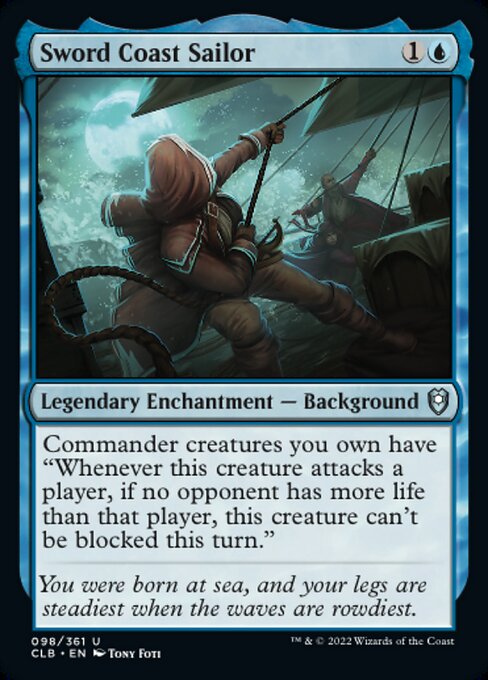 Sword Coast Sailor 1
Legendary Enchantment — Background
Commander creatures you own have
“Whenever this creature attacks a
player, if no opponent has more life
than that player, this creature can’t
be blocked this turn.”
You were born at sea, and your legs are
steadiest when the waves are rowdiest.
098/361 U
CLB • EN Tony Foti
™ & © 2022 Wizards of the Coast